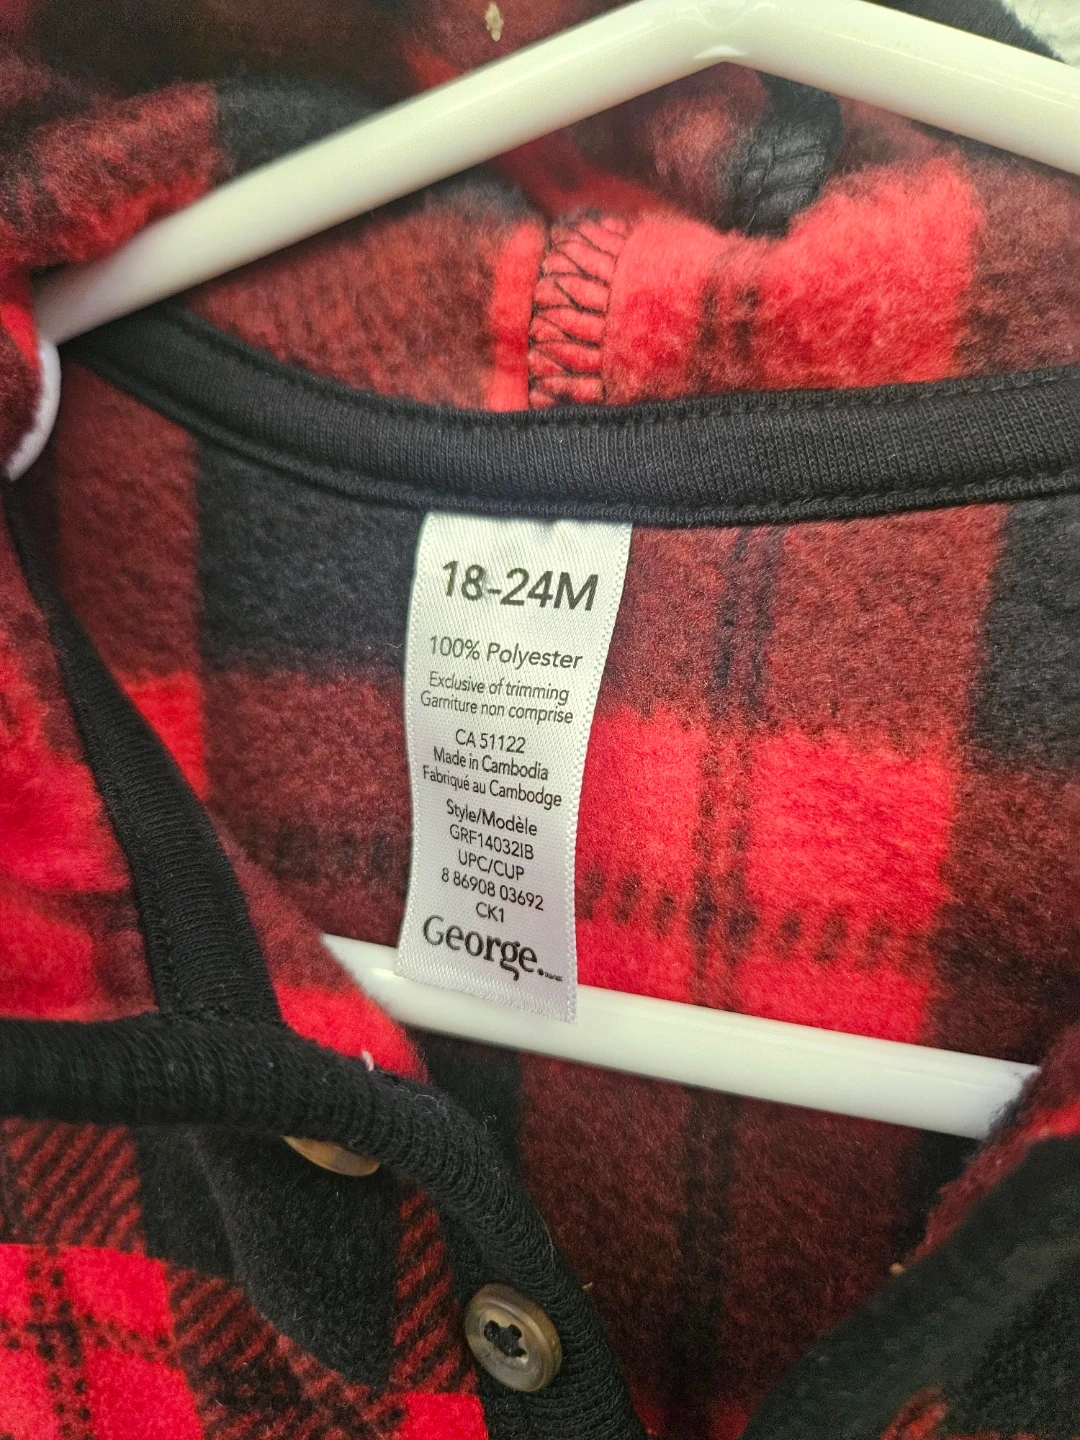 18-24M
100% Polyester
Exclusive of trimming
Garniture non comprise
CA 51122
Made in Cambodia
Fabriqué au Cambodge
Style/Modèle
GRF14032IB
UPC/CUP
8 86908 03692
CK1
George.